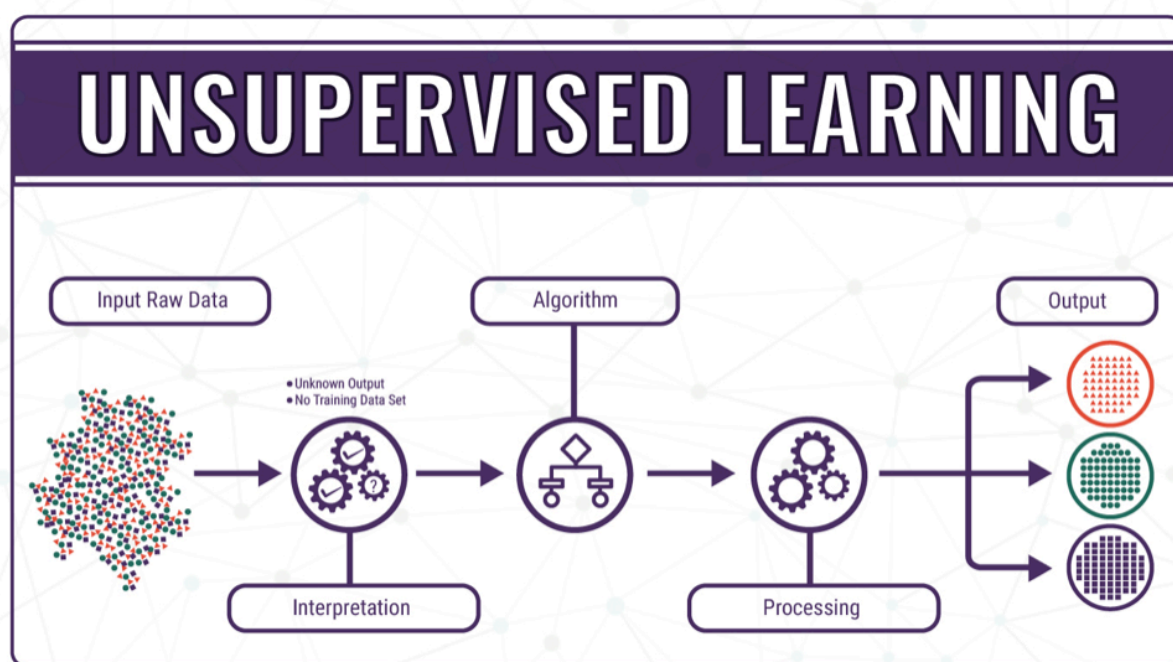 UNSUPERVISED LEARNING
Input Raw Data
Algorithm
Output
• Unknown Output
• No Training Data Set
?
Interpretation
Processing